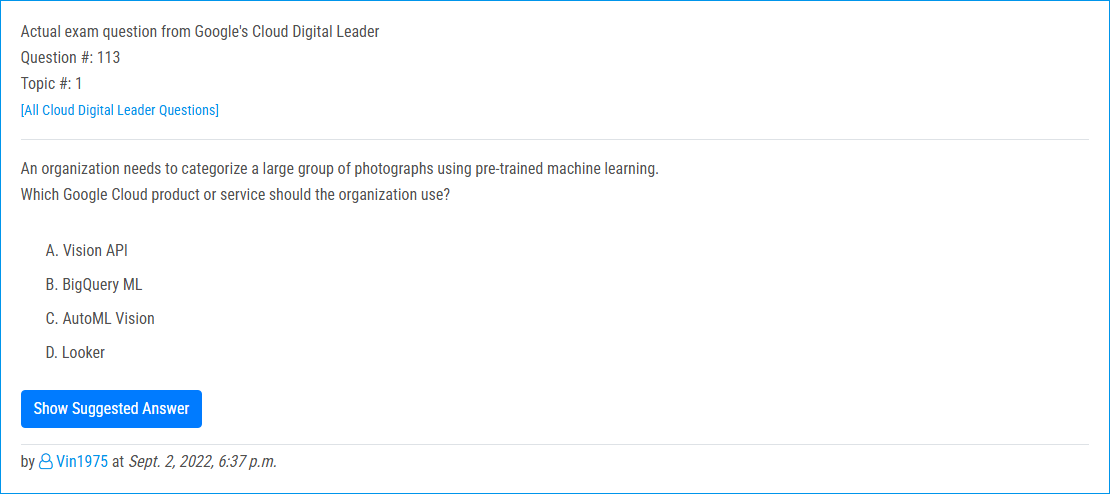 Actual exam question from Google's Cloud Digital Leader
Question #: 113
Topic #: 1
[All Cloud Digital Leader Questions]
An organization needs to categorize a large group of photographs using pre-trained machine learning.
Which Google Cloud product or service should the organization use?
A. Vision API
B. BigQuery ML
C. AutoML Vision
D. Looker
Show Suggested Answer
by Vin1975 at Sept. 2, 2022, 6:37 p.m.